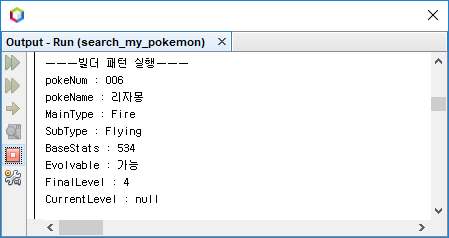 Output - Run (search_my_pokemon)
———빌더 패턴 실행———
pokeNum : 006
pokeName : 리자몽
MainType : Fire
SubType : Flying
BaseStats : 534
Evolvable : 가능
FinalLevel : 4
CurrentLevel : null